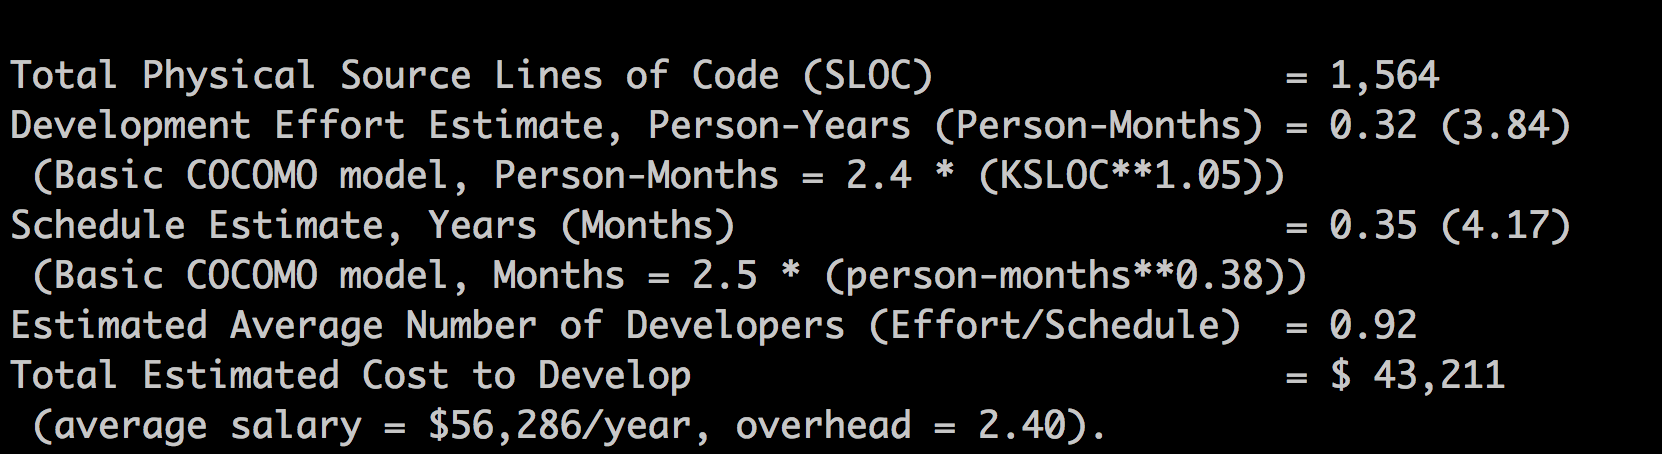 Total Physical Source Lines of Code (SLOC)                = 1,564
Development Effort Estimate, Person-Years (Person-Months) = 0.32 (3.84)
 (Basic COCOMO model, Person-Months = 2.4 * (KSLOC**1.05))
Schedule Estimate, Years (Months)                         = 0.35 (4.17)
 (Basic COCOMO model, Months = 2.5 * (person-months**0.38))
Estimated Average Number of Developers (Effort/Schedule)  = 0.92
Total Estimated Cost to Develop                           = $ 43,211
 (average salary = $56,286/year, overhead = 2.40).